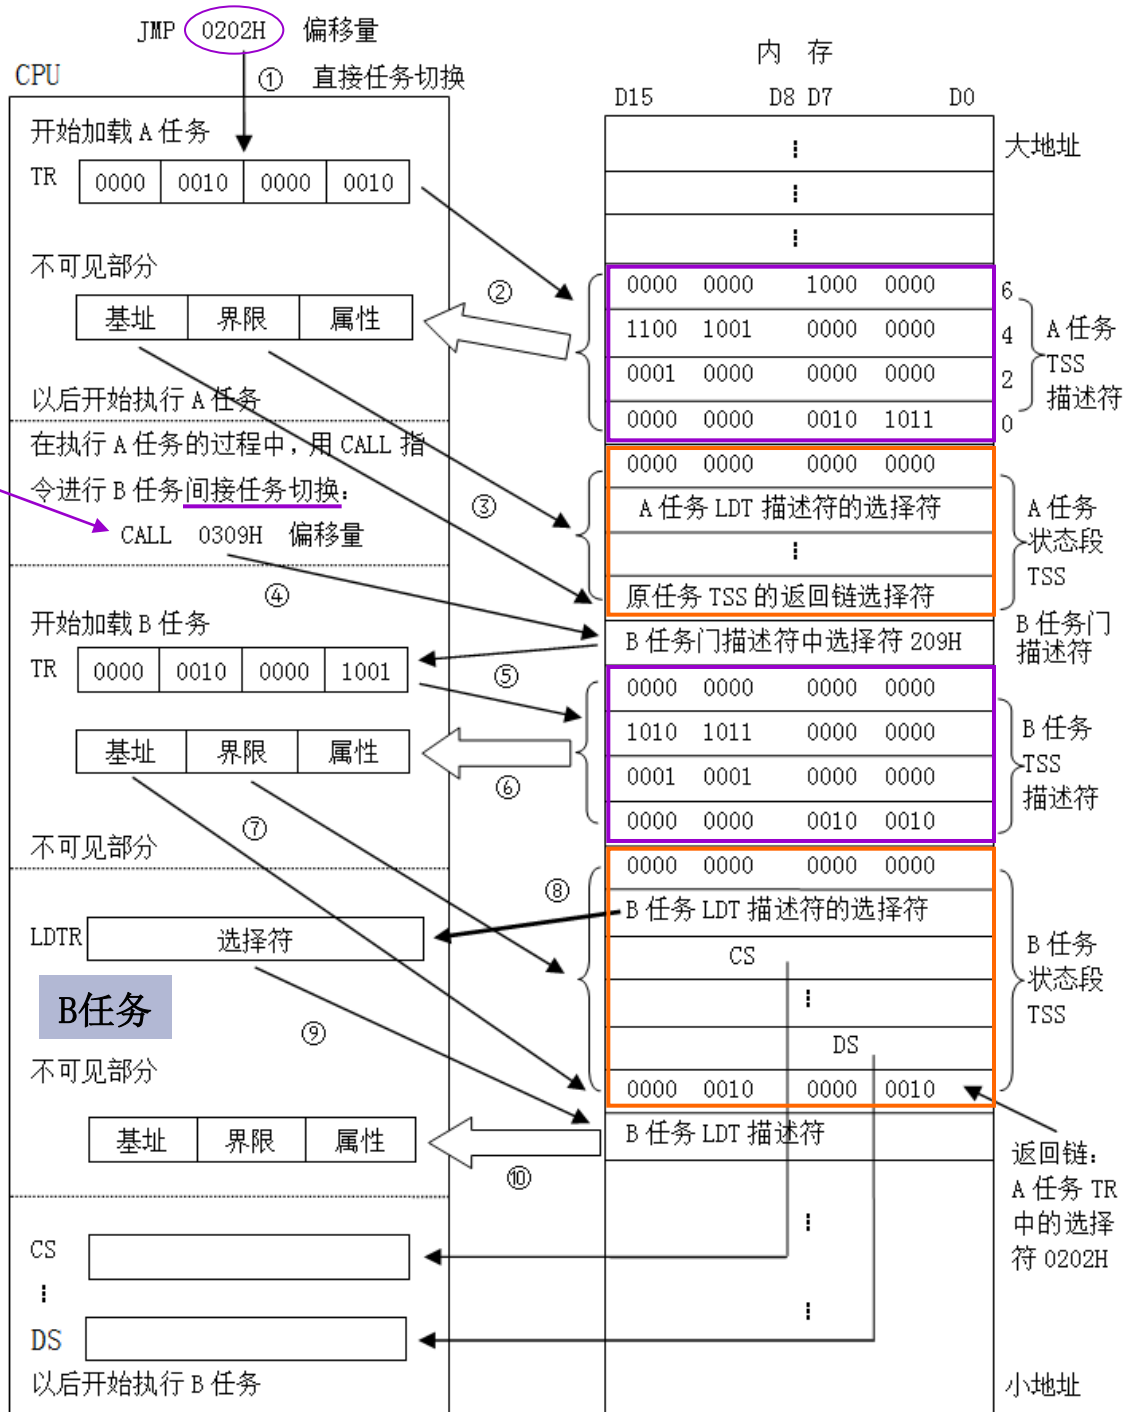 JMP 0202H 偏移量
CPU
① 直接任务切换
开始加载 A 任务
TR 0000 0010 0000 0010
不可见部分
基址 界限 属性
②
以后开始执行 A 任务
在执行 A 任务的过程中，用 CALL 指
令进行 B 任务间接任务切换：
CALL 0309H 偏移量
③
④
开始加载 B 任务
TR 0000 0010 0000 1001
⑤
基址 界限 属性
⑥
⑦
不可见部分
⑧
LDTR 选择符
B任务
⑨
不可见部分
基址 界限 属性
⑩
CS
DS
以后开始执行 B 任务
内 存
D15 D8 D7 D0
大地址
0000 0000 1000 0000 6
1100 1001 0000 0000 4
0001 0000 0000 0000 2
0000 0000 0010 1011 0
A 任务
TSS
描述符
0000 0000 0000 0000
A 任务 LDT 描述符的选择符
原任务 TSS 的返回链选择符
A 任务
状态段
TSS
B 任务门描述符中选择符 209H
B 任务门
描述符
0000 0000 0000 0000
1010 1011 0000 0000
0001 0001 0000 0000
0000 0000 0010 0010
B 任务
TSS
描述符
0000 0000 0000 0000
B 任务 LDT 描述符的选择符
CS
DS
0000 0010 0000 0010
B 任务
状态段
TSS
B 任务 LDT 描述符
返回链：
A 任务 TR
中的选择
符 0202H
小地址